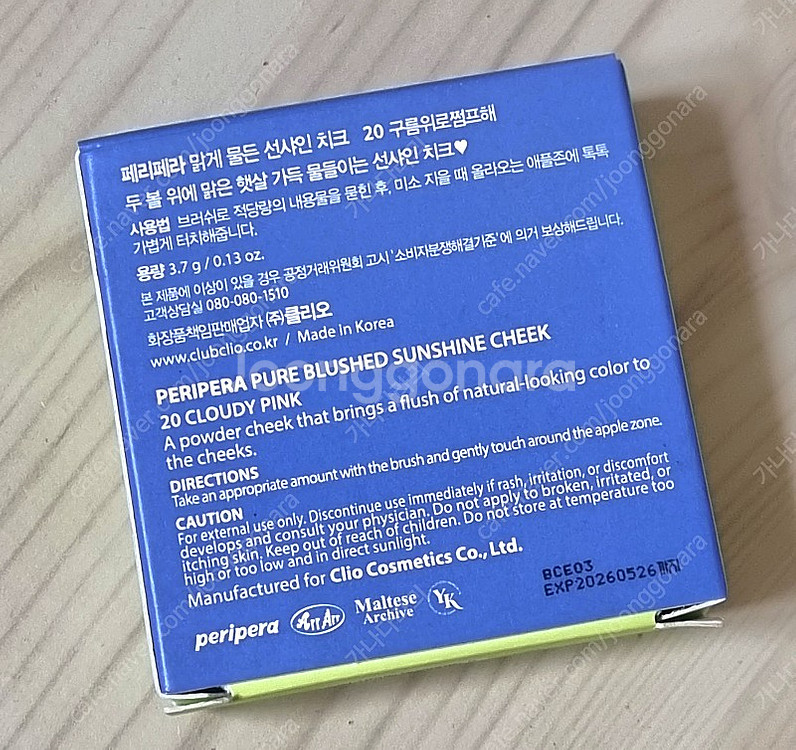 페리페라 맑게 물든 선샤인 치크 20 구름위로쩜프해
두 볼 위에 맑은 햇살 가득 물들이는 선샤인 치크♥
사용법 브러쉬로 적당량의 내용물을 묻힌 후, 미소 지을 때 올라오는 애플존에 톡톡
가볍게 터치해줍니다.
용량 3.7 g / 0.13 oz.
본 제품에 이상이 있을 경우 공정거래위원회 고시 '소비자분쟁해결기준'에 의거 보상해드립니다.
고객상담실 080-080-1510
화장품책임판매업자 (주)클리오
www.clubclio.co.kr / Made in Korea
PERIPERA PURE BLUSHED SUNSHINE CHEEK
20 CLOUDY PINK
A powder cheek that brings a flush of natural-looking color to
the cheeks.
DIRECTIONS
Take an appropriate amount with the brush and gently touch around the apple zone.
CAUTION
For external use only. Discontinue use immediately if rash, irritation, or discomfort
develops and consult your physician. Do not apply to broken, irritated, or
itching skin. Keep out of reach of children. Do not store at temperature too
high or too low and in direct sunlight.
Manufactured for Clio Cosmetics Co., Ltd.
BCE03
EXP20260526까지
peripera
Maltese
Archive
YK
Joonggonara
cafe.naver.com/joonggonara